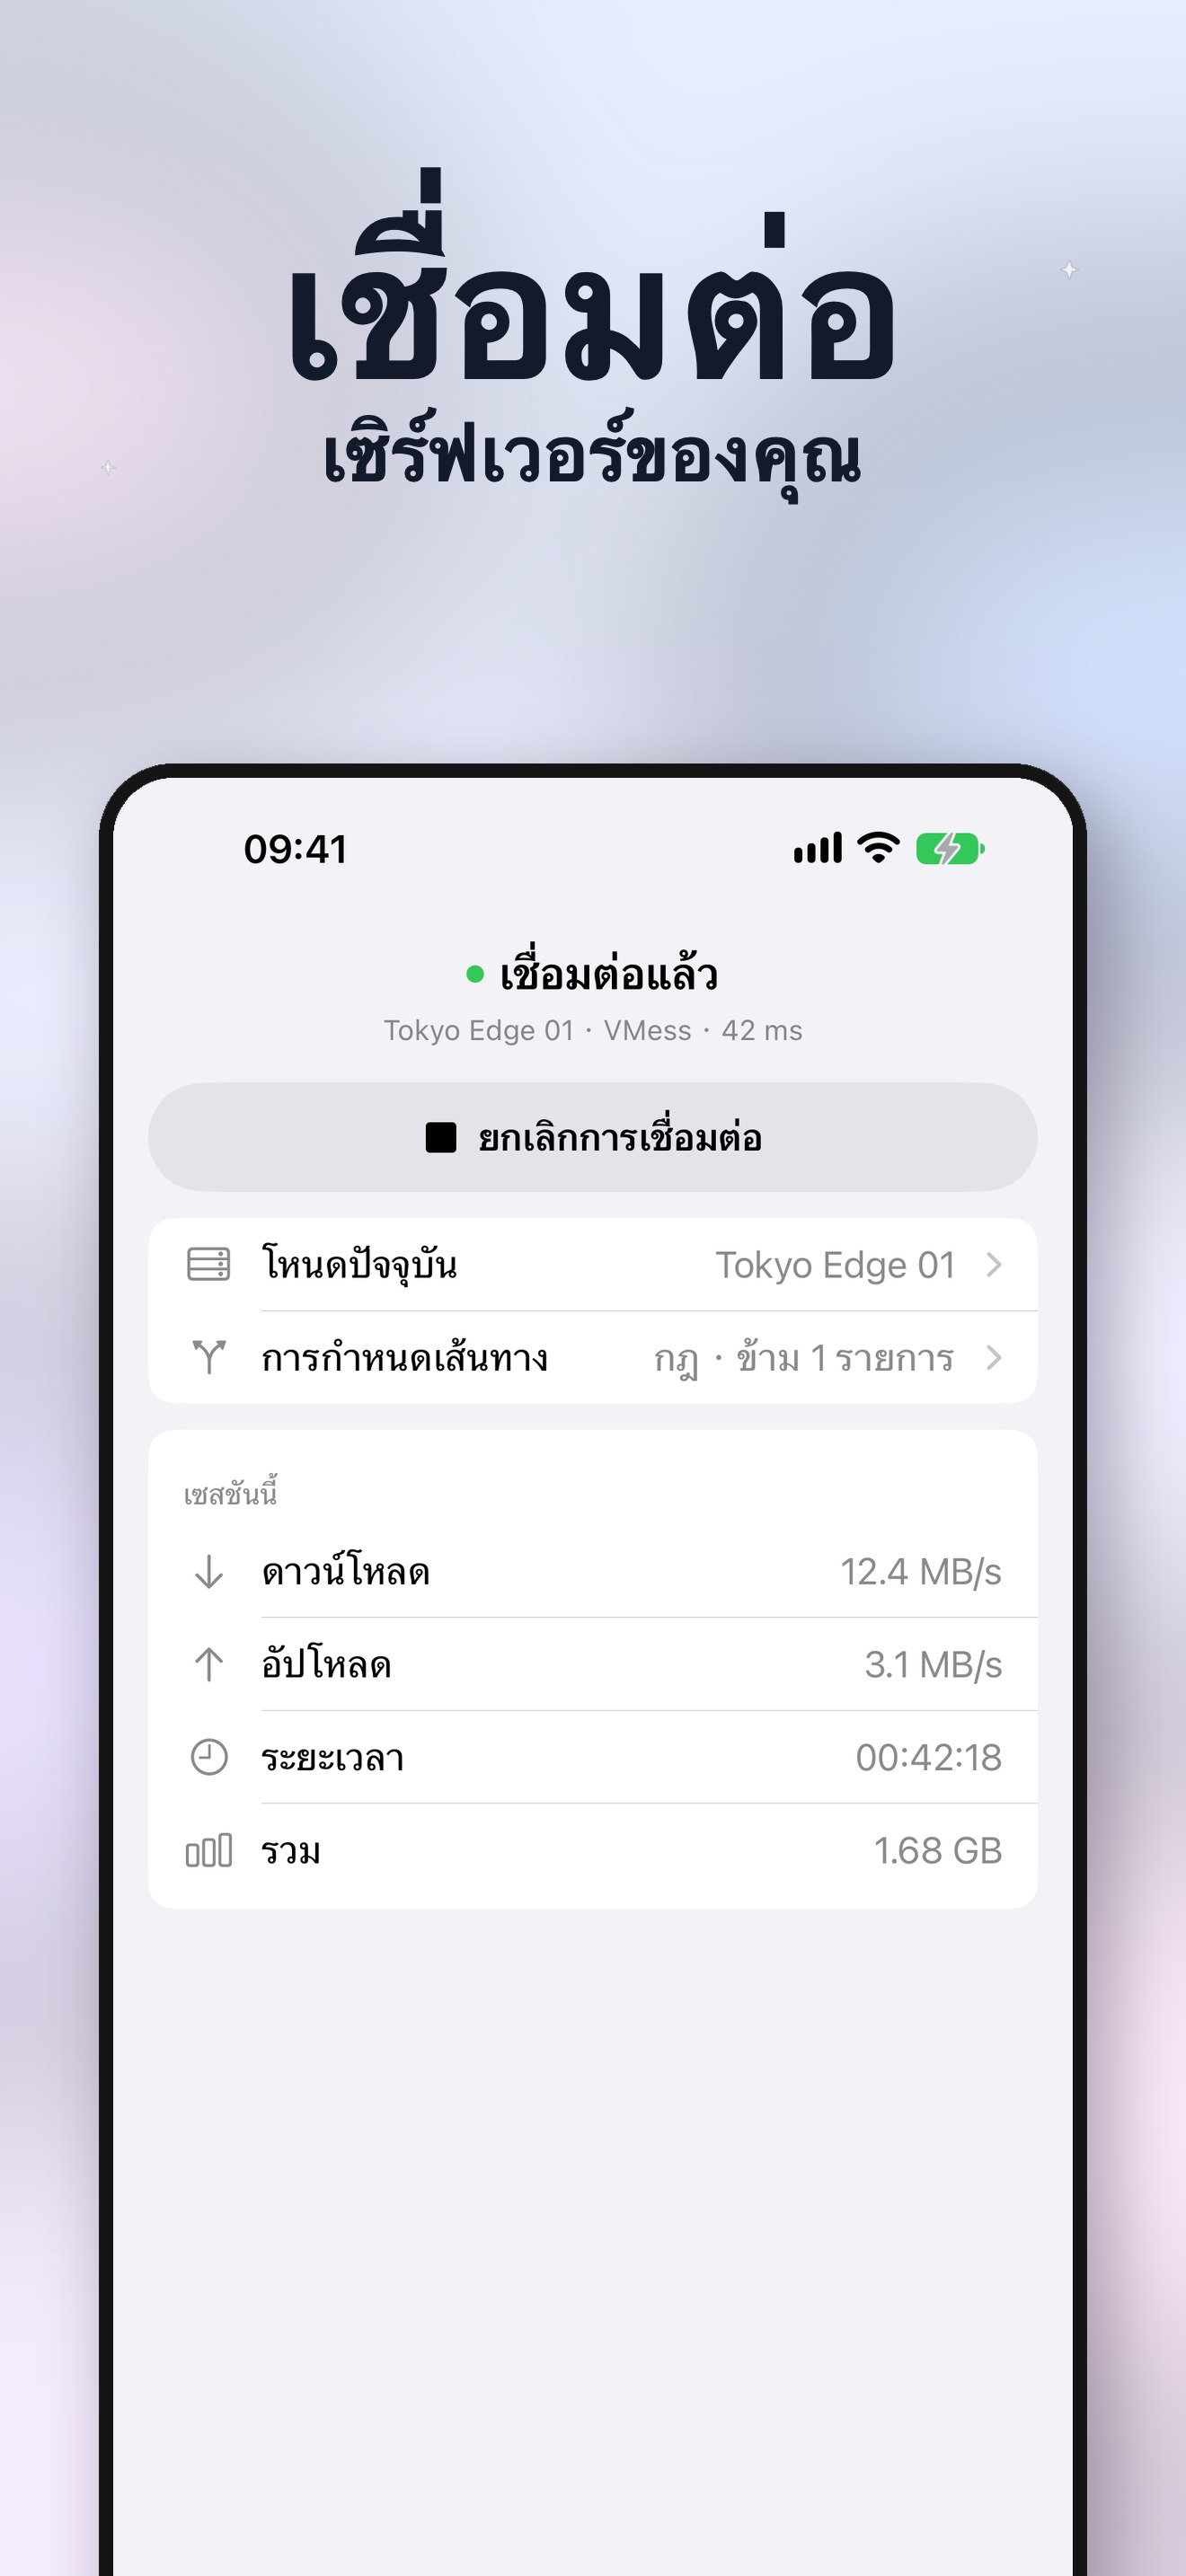 เชื่อมต่อ
เซิร์ฟเวอร์ของคุณ
09:41
เชื่อมต่อแล้ว
Tokyo Edge 01 · VMess · 42 ms
ยกเลิกการเชื่อมต่อ
โหนดปัจจุบัน Tokyo Edge 01
การกำหนดเส้นทาง กฎ · ข้าม 1 รายการ
เซสชันนี้
ดาวน์โหลด 12.4 MB/s
อัปโหลด 3.1 MB/s
ระยะเวลา 00:42:18
รวม 1.68 GB